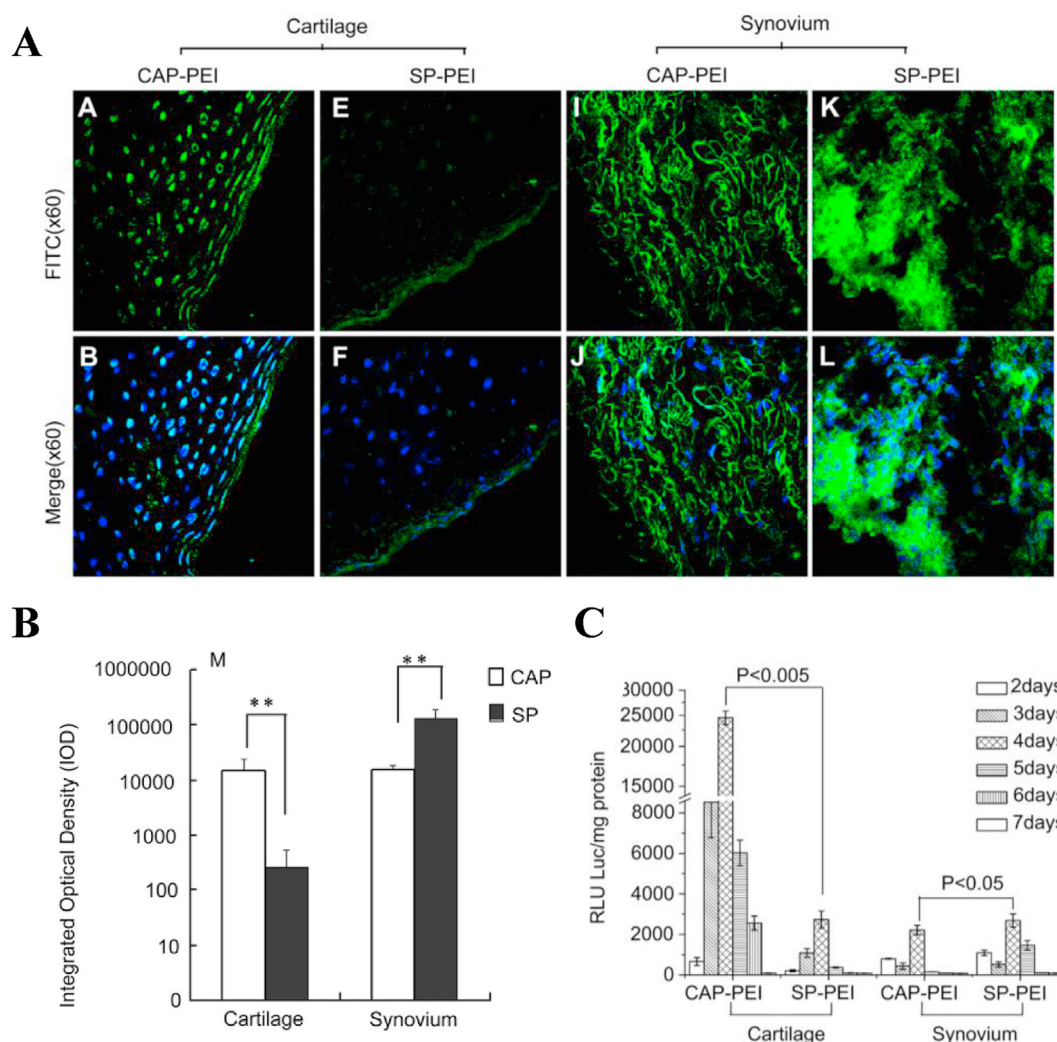 A
Cartilage
Synovium
CAP-PEI
SP-PEI
CAP-PEI
SP-PEI
A
E
I
K
FITC(x60)
B
F
J
L
Merge(x60)
B
M
**
**
CAP
SP
1000000
100000
10000
1000
100
10
0
Integrated Optical Density (IOD)
Cartilage
Synovium
C
P<0.005
P<0.05
2days
3days
4days
5days
6days
7days
30000
25000
20000
15000
8000
6000
4000
2000
0
RLU Luc/mg protein
CAP-PEI
SP-PEI
CAP-PEI
SP-PEI
Cartilage
Synovium